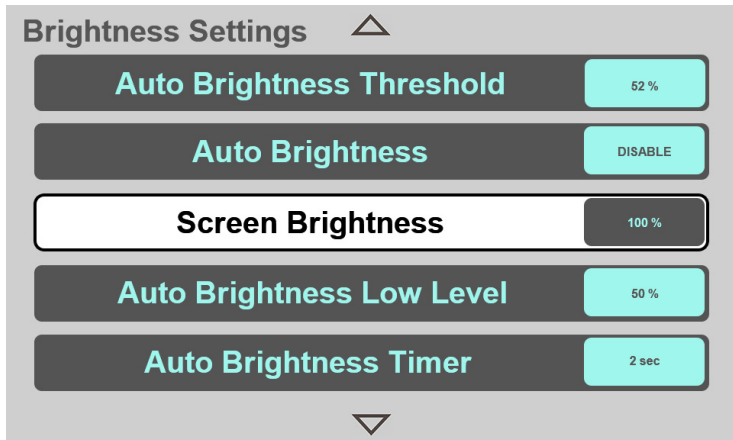 Brightness Settings
Auto Brightness Threshold 52 %
Auto Brightness DISABLE
Screen Brightness 100 %
Auto Brightness Low Level 50 %
Auto Brightness Timer 2 sec